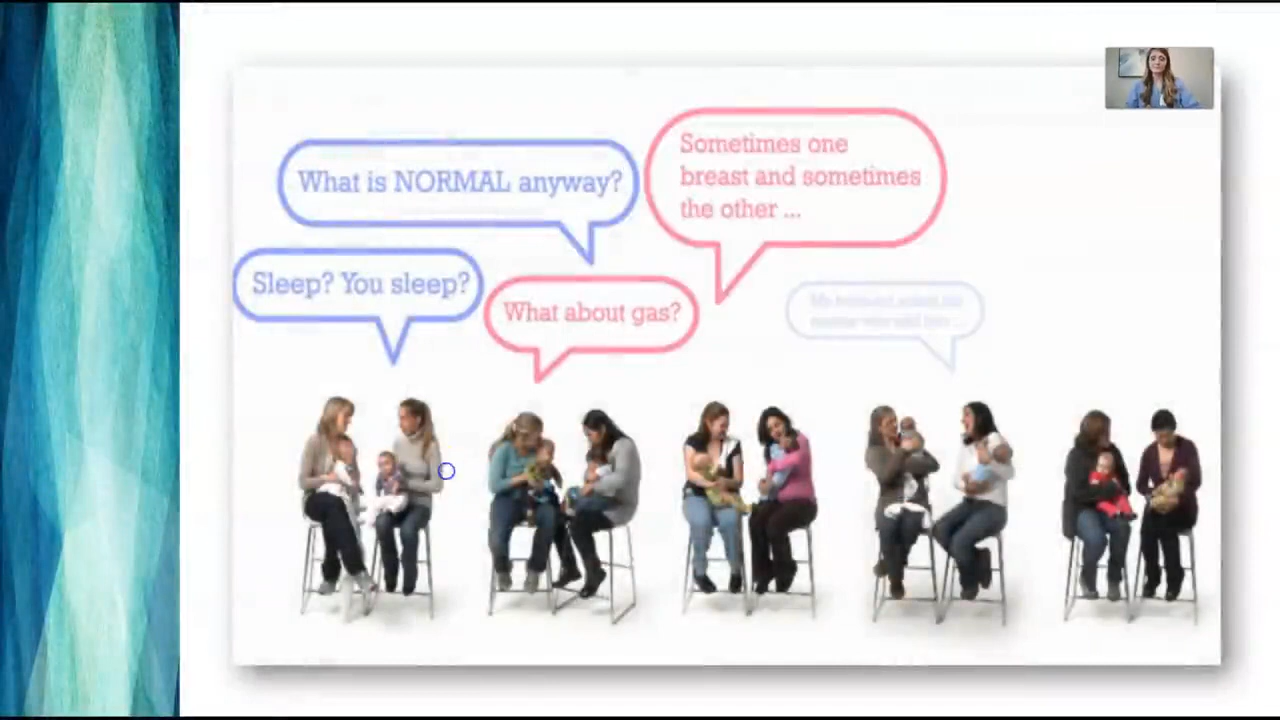 What is NORMAL anyway?
Sometimes one
breast and sometimes
the other ...
Sleep? You sleep?
What about gas?